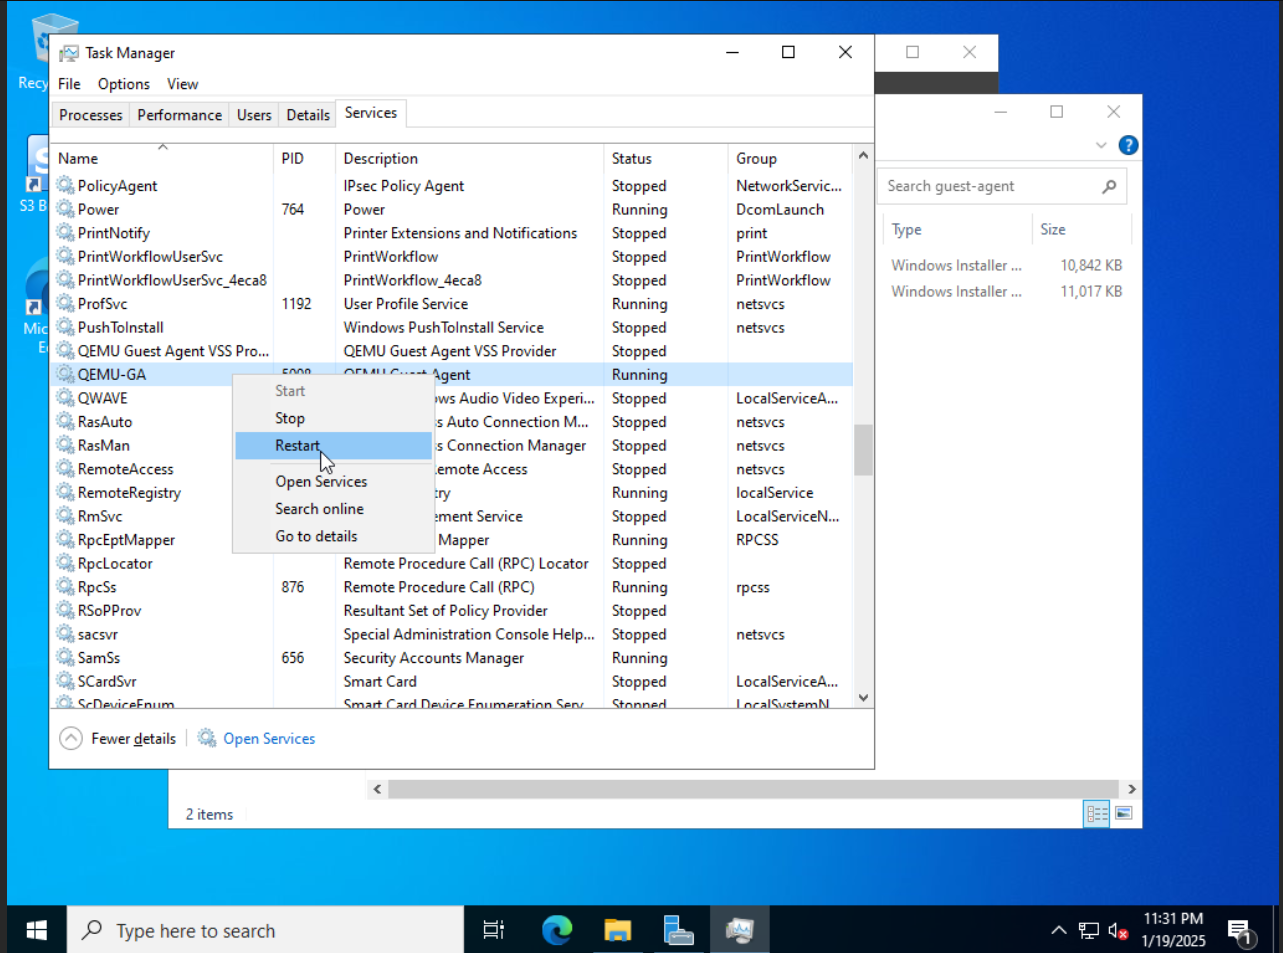 Recy
S3 B
Mic
E
Task Manager
File Options View
Processes Performance Users Details Services
Name PID Description Status Group
PolicyAgent IPsec Policy Agent Stopped NetworkServic...
Power 764 Power Running DcomLaunch
PrintNotify Printer Extensions and Notifications Stopped print
PrintWorkflowUserSvc PrintWorkflow Stopped PrintWorkflow
PrintWorkflowUserSvc_4eca8 PrintWorkflow_4eca8 Stopped PrintWorkflow
ProfSvc 1192 User Profile Service Running netsvcs
PushToInstall Windows PushToInstall Service Stopped netsvcs
QEMU Guest Agent VSS Pro... QEMU Guest Agent VSS Provider Stopped
QEMU-GA QEMU Guest Agent Running
QWAVE ows Audio Video Experi... Stopped LocalServiceA...
RasAuto ss Auto Connection M... Stopped netsvcs
RasMan s Connection Manager Stopped netsvcs
RemoteAccess emote Access Stopped netsvcs
RemoteRegistry try Running localService
RmSvc ement Service Stopped LocalServiceN...
RpcEptMapper Mapper Running RPCSS
RpcLocator Remote Procedure Call (RPC) Locator Stopped
RpcSs 876 Remote Procedure Call (RPC) Running rpcss
RSoPProv Resultant Set of Policy Provider Stopped
sacsvr Special Administration Console Help... Stopped netsvcs
SamSs 656 Security Accounts Manager Running
SCardSvr Smart Card Stopped LocalServiceA...
ScDeviceEnum Smart Card Device Enumeration Serv... Stopped LocalSystemN...
Start
Stop
Restart
Open Services
Search online
Go to details
Fewer details Open Services
Search guest-agent
Type Size
Windows Installer ... 10,842 KB
Windows Installer ... 11,017 KB
2 items
Type here to search
11:31 PM
1/19/2025
1